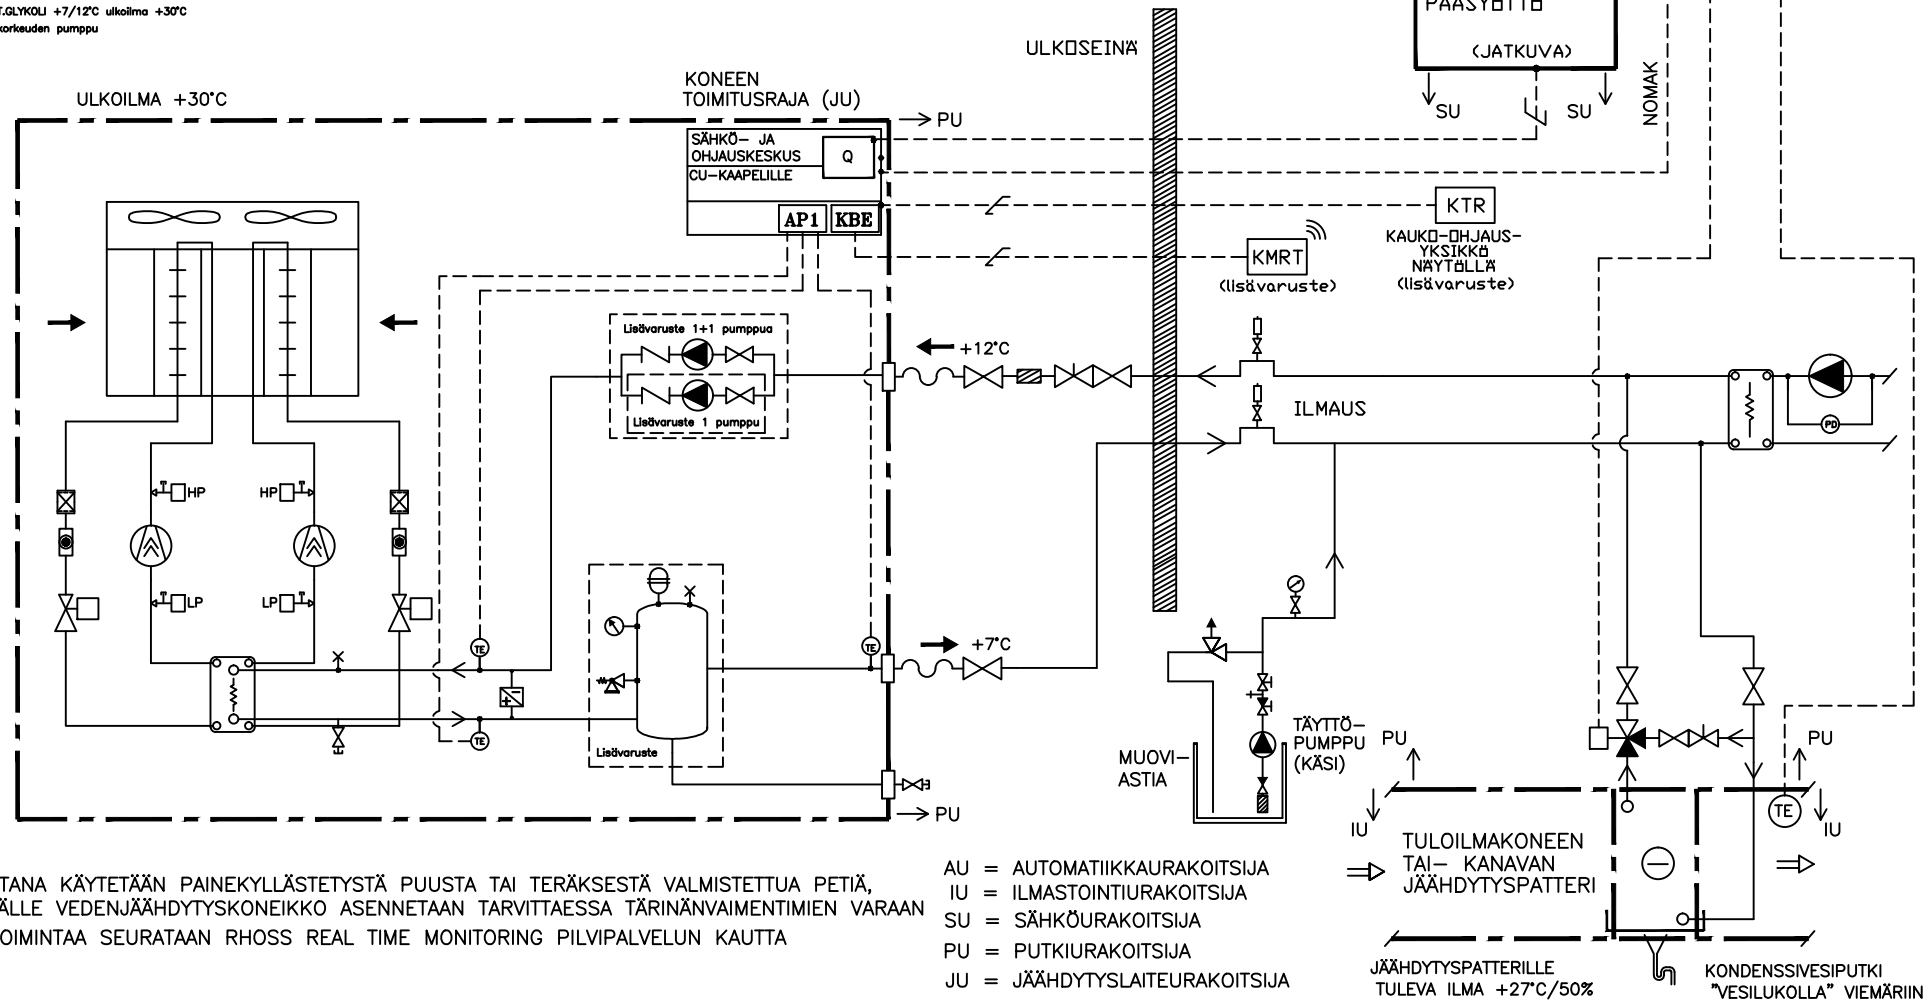 T.GLYKOLI +7/12°C ulkoilma +30°C
korkeuden pumppu
ULKOILMA +30°C
KONEEN
TOIMITUSRAJA (JU)
PU
SÄHKÖ- JA
OHJAUSKESKUS
Q
CU-KAAPELILLE
AP1
KBE
ULKOSEINÄ
PÄÄSYÖTTÖ
(JATKUVA)
SU
SU
NOMAK
KTR
KAUKO-OHJAUS-
YKSIKKÖ
NÄYTÖLLÄ
(lisävaruste)
KMRT
(lisävaruste)
Lisävaruste 1+1 pumppua
Lisävaruste 1 pumppu
+12°C
ILMAUS
PD
HP
HP
LP
LP
TE
TE
TE
+7°C
Lisävaruste
PU
MUOVI-
ASTIA
TÄYTTÖ-
PUMPPU
(KÄSI)
PU
PU
IU
IU
TE
TULOILMAKONEEN
TAI- KANAVAN
JÄÄHDYTYSPATTERI
TANA KÄYTETÄÄN PAINEKYLLÄSTETYSTÄ PUUSTA TAI TERÄKSESTÄ VALMISTETTUA PETIÄ,
ÄLLE VEDENJÄÄHDYTYSKONEIKKO ASENNETAAN TARVITTAESSA TÄRINÄNVAIMENTIMIEN VARAAN
OIMINTAA SEURATAAN RHOSS REAL TIME MONITORING PILVIPALVELUN KAUTTA
AU = AUTOMATIIKKAURAKOITSIJA
IU = ILMASTOINTIURAKOITSIJA
SU = SÄHKÖURAKOITSIJA
PU = PUTKIURAKOITSIJA
JU = JÄÄHDYTYSLAITEURAKOITSIJA
JÄÄHDYTYSPATTERILLE
TULEVA ILMA +27°C/50%
KONDENSSIVESIPUTKI
"VESILUKOLLA" VIEMÄRIIN